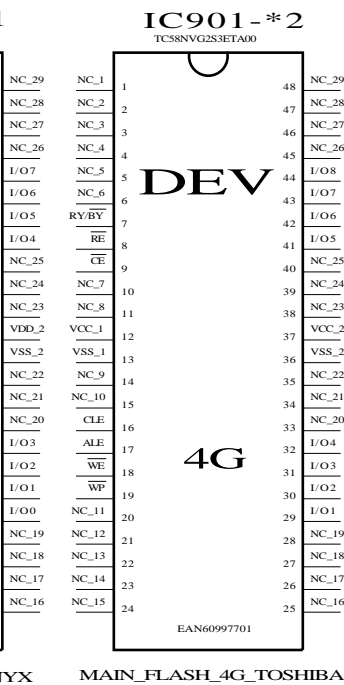 IC901-*2
TC58NVG2S3ETA00
NC_29 NC_1 1 48 NC_29
NC_28 NC_2 2 47 NC_28
NC_27 NC_3 3 46 NC_27
NC_26 NC_4 4 45 NC_26
I/O7 NC_5 5 44 I/O8
DEV
I/O6 NC_6 6 43 I/O7
I/O5 RY/BY 7 42 I/O6
I/O4 RE 8 41 I/O5
NC_25 CE 9 40 NC_25
NC_24 NC_7 10 39 NC_24
NC_23 NC_8 11 38 NC_23
VDD_2 VCC_1 12 37 VCC_2
VSS_2 VSS_1 13 36 VSS_2
NC_22 NC_9 14 35 NC_22
NC_21 NC_10 15 34 NC_21
NC_20 CLE 16 33 NC_20
I/O3 ALE 17 32 I/O4
4G
I/O2 WE 18 31 I/O3
I/O1 WP 19 30 I/O2
I/O0 NC_11 20 29 I/O1
NC_19 NC_12 21 28 NC_19
NC_18 NC_13 22 27 NC_18
NC_17 NC_14 23 26 NC_17
NC_16 NC_15 24 25 NC_16
EAN60997701
MAIN_FLASH_4G_TOSHIBA